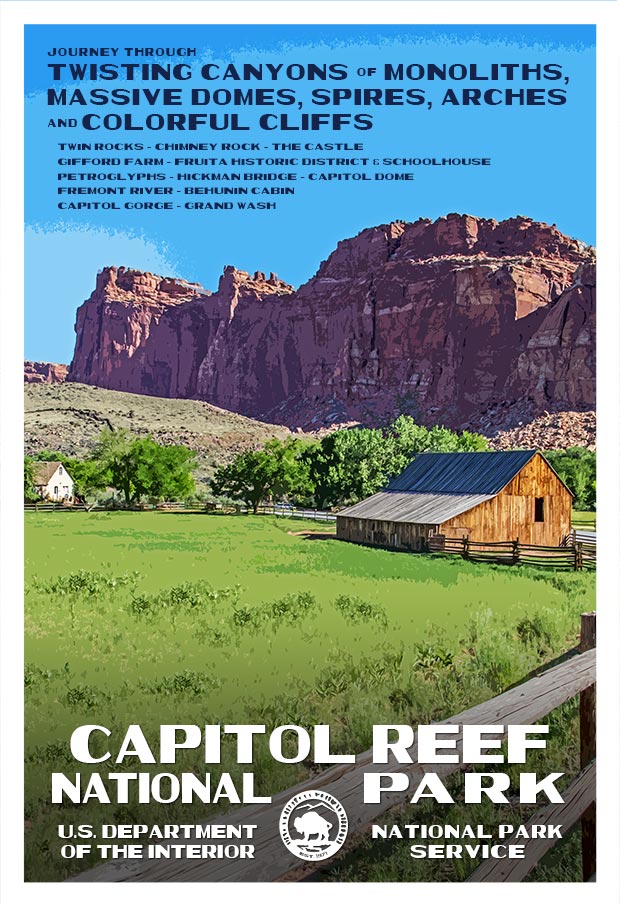 JOURNEY THROUGH
TWISTING CANYONS OF MONOLITHS,
MASSIVE DOMES, SPIRES, ARCHES
AND COLORFUL CLIFFS
TWIN ROCKS - CHIMNEY ROCK - THE CASTLE
GIFFORD FARM - FRUITA HISTORIC DISTRICT & SCHOOLHOUSE
PETROGLYPHS - HICKMAN BRIDGE - CAPITOL DOME
FREMONT RIVER - BEHUNIN CABIN
CAPITOL GORGE - GRAND WASH
CAPITOL REEF
NATIONAL PARK
U.S. DEPARTMENT
OF THE INTERIOR
NATIONAL PARK
SERVICE